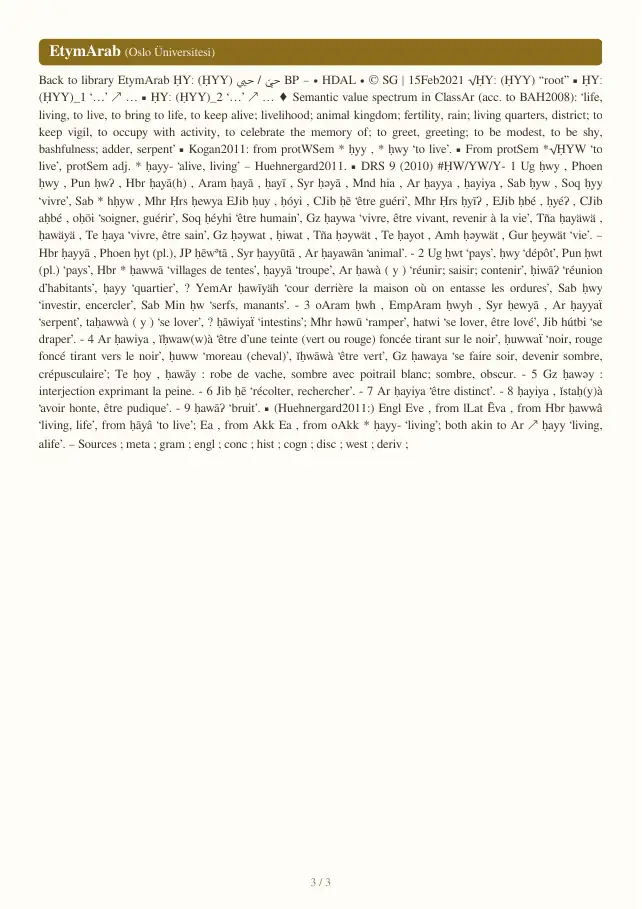 EtymArab (Oslo Üniversitesi)
Back to library EtymArab ḤY: (ḤYY) حيّ / حيي BP – • HDAL • © SG | 15Feb2021 √ḤY: (ḤYY) “root” ▪ ḤY:
(ḤYY)_1 ‘…’ ↗ … ▪ ḤY: (ḤYY)_2 ‘…’ ↗ … ♦ Semantic value spectrum in ClassAr (acc. to BAH2008): ‘life,
living, to live, to bring to life, to keep alive; livelihood; animal kingdom; fertility, rain; living quarters, district; to
keep vigil, to occupy with activity, to celebrate the memory of; to greet, greeting; to be modest, to be shy,
bashfulness; adder, serpent’ ▪ Kogan2011: from protWSem * ḥyy , * ḥwy ‘to live’. ▪ From protSem *√ḤYW ‘to
live’, protSem adj. * ḥayy- ‘alive, living’ – Huehnergard2011. ▪ DRS 9 (2010) #ḤW/YW/Y- 1 Ug ḥwy , Phoen
ḥwy , Pun ḥwʔ , Hbr ḥayā(h) , Aram ḥayā , ḥayī , Syr ḥəyā , Mnd hia , Ar ḥayya , ḥayiya , Sab ḥyw , Soq ḥyy
‘vivre’, Sab * hḥyw , Mhr Ḥrs ḥewya EJib ḥuy , ḥóyi , CJib ḥē ‘être guéri’, Mhr Ḥrs ḥyīʔ , EJib ḥbé , ḥyéʔ , CJib
aḥbé , oḥōi ‘soigner, guérir’, Soq ḥéyhi ‘être humain’, Gz ḥaywa ‘vivre, être vivant, revenir à la vie’, Tña ḥayäwä ,
ḥawäyä , Te ḥaya ‘vivre, être sain’, Gz ḥəywat , ḥiwat , Tña ḥəywät , Te ḥayot , Amh ḥəywät , Gur ḥeywät ‘vie’. –
Hbr ḥayyā , Phoen ḥyt (pl.), JP ḥēwᵊtā , Syr ḥayyūtā , Ar ḥayawān ‘animal’. - 2 Ug ḥwt ‘pays’, ḥwy ‘dépôt’, Pun ḥwt
(pl.) ‘pays’, Hbr * ḥawwā ‘villages de tentes’, ḥayyā ‘troupe’, Ar ḥawà ( y ) ‘réunir; saisir; contenir’, ḥiwāʔ ‘réunion
d’habitants’, ḥayy ‘quartier’, ? YemAr ḥawīyäh ‘cour derrière la maison où on entasse les ordures’, Sab ḥwy
‘investir, encercler’, Sab Min ḥw ‘serfs, manants’. - 3 oAram ḥwh , EmpAram ḥwyh , Syr ḥewyā , Ar ḥayyaẗ
‘serpent’, taḥawwà ( y ) ‘se lover’, ? ḥāwiyaẗ ‘intestins’; Mhr həwū ‘ramper’, hatwi ‘se lover, être lové’, Jib hútbi ‘se
draper’. - 4 Ar ḥawiya , ĭḥwaw(w)à ‘être d’une teinte (vert ou rouge) foncée tirant sur le noir’, ḥuwwaẗ ‘noir, rouge
foncé tirant vers le noir’, ḥuww ‘moreau (cheval)’, ĭḥwāwà ‘être vert’, Gz ḥawaya ‘se faire soir, devenir sombre,
crépusculaire’; Te ḥoy , ḥawāy : robe de vache, sombre avec poitrail blanc; sombre, obscur. - 5 Gz ḥawəy :
interjection exprimant la peine. - 6 Jib ḥē ‘récolter, rechercher’. - 7 Ar ḥayiya ‘être distinct’. - 8 ḥayiya , ĭstaḥ(y)à
‘avoir honte, être pudique’. - 9 ḥawāʔ ‘bruit’. ▪ (Huehnergard2011:) Engl Eve , from lLat Ēva , from Hbr ḥawwâ
‘living, life’, from ḥāyâ ‘to live’; Ea , from Akk Ea , from oAkk * ḥayy- ‘living’; both akin to Ar ↗ ḥayy ‘living,
alife’. – Sources ; meta ; gram ; engl ; conc ; hist ; cogn ; disc ; west ; deriv ;
3 / 3